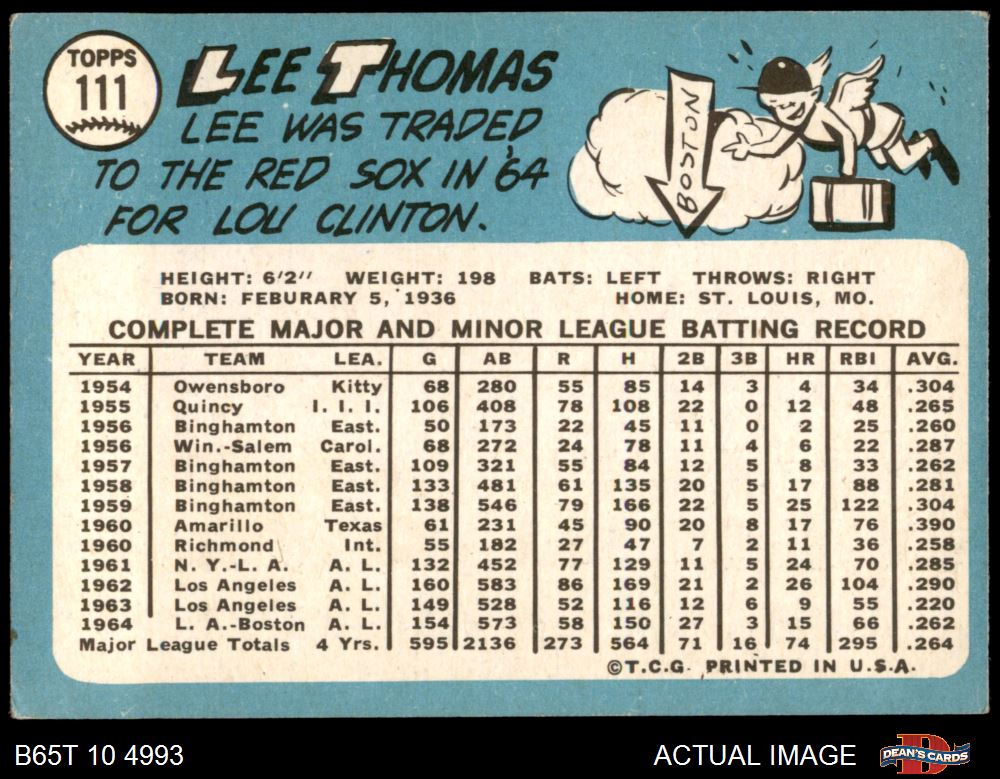 TOPPS
111
LEE THOMAS
LEE WAS TRADED
TO THE RED SOX IN '64
FOR LOU CLINTON.
BOSTON
HEIGHT: 6'2" WEIGHT: 198 BATS: LEFT THROWS: RIGHT
BORN: FEBURARY 5, 1936 HOME: ST. LOUIS, MO.
COMPLETE MAJOR AND MINOR LEAGUE BATTING RECORD
YEAR TEAM LEA. G AB R H 2B 3B HR RBI AVG.
1954 Owensboro Kitty 68 280 55 85 14 3 4 34 .304
1955 Quincy I. I. I. 106 408 78 108 22 0 12 48 .265
1956 Binghamton East. 50 173 22 45 11 0 2 25 .260
1956 Win.-Salem Carol. 68 272 24 78 11 4 6 22 .287
1957 Binghamton East. 109 321 55 84 12 5 8 33 .262
1958 Binghamton East. 133 481 61 135 20 5 17 88 .281
1959 Binghamton East. 138 546 79 166 22 5 25 122 .304
1960 Amarillo Texas 61 231 45 90 20 8 17 76 .390
1960 Richmond Int. 55 182 27 47 7 2 11 36 .258
1961 N. Y.-L. A. A. L. 132 452 77 129 11 5 24 70 .285
1962 Los Angeles A. L. 160 583 86 169 21 2 26 104 .290
1963 Los Angeles A. L. 149 528 52 116 12 6 9 55 .220
1964 L. A.-Boston A. L. 154 573 58 150 27 3 15 66 .262
Major League Totals 4 Yrs. 595 2136 273 564 71 16 74 295 .264
©T.C.G. PRINTED IN U.S.A.
B65T 10 4993 ACTUAL IMAGE DEAN'S CARDS